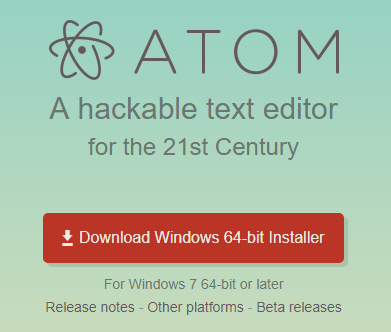 ATOM
A hackable text editor
for the 21st Century
Download Windows 64-bit Installer
For Windows 7 64-bit or later
Release notes - Other platforms - Beta releases